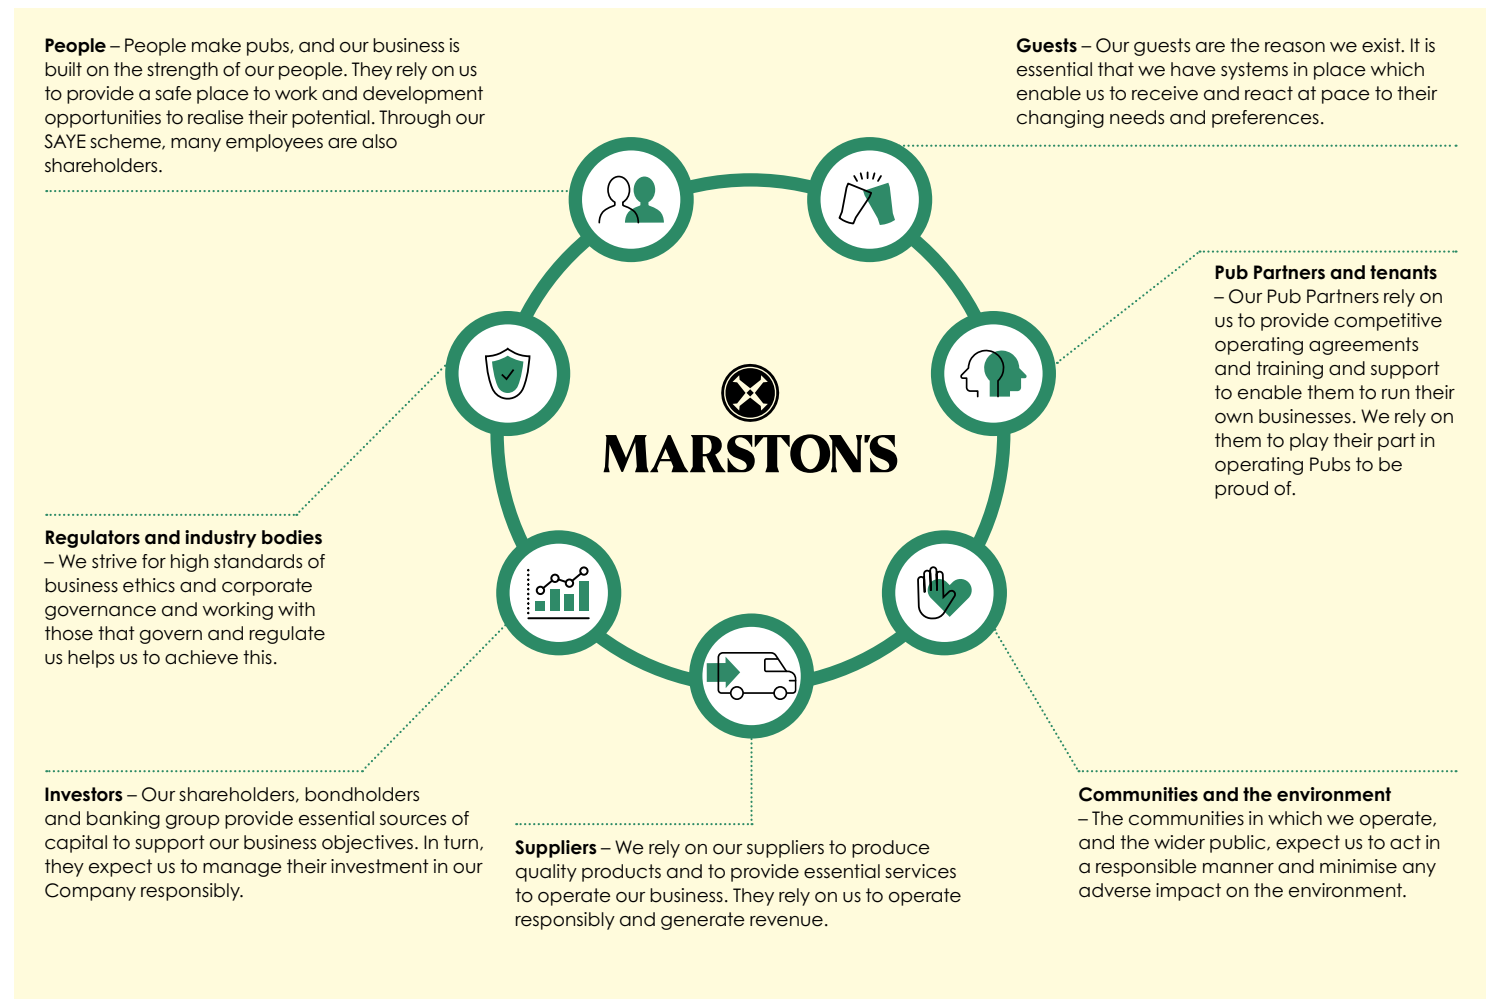 People – People make pubs, and our business is
built on the strength of our people. They rely on us
to provide a safe place to work and development
opportunities to realise their potential. Through our
SAYE scheme, many employees are also
shareholders.
Guests – Our guests are the reason we exist. It is
essential that we have systems in place which
enable us to receive and react at pace to their
changing needs and preferences.
Pub Partners and tenants
– Our Pub Partners rely on
us to provide competitive
operating agreements
and training and support
to enable them to run their
own businesses. We rely on
them to play their part in
operating Pubs to be
proud of.
MARSTON'S
Regulators and industry bodies
– We strive for high standards of
business ethics and corporate
governance and working with
those that govern and regulate
us helps us to achieve this.
Investors – Our shareholders, bondholders
and banking group provide essential sources of
capital to support our business objectives. In turn,
they expect us to manage their investment in our
Company responsibly.
Suppliers – We rely on our suppliers to produce
quality products and to provide essential services
to operate our business. They rely on us to operate
responsibly and generate revenue.
Communities and the environment
– The communities in which we operate,
and the wider public, expect us to act in
a responsible manner and minimise any
adverse impact on the environment.